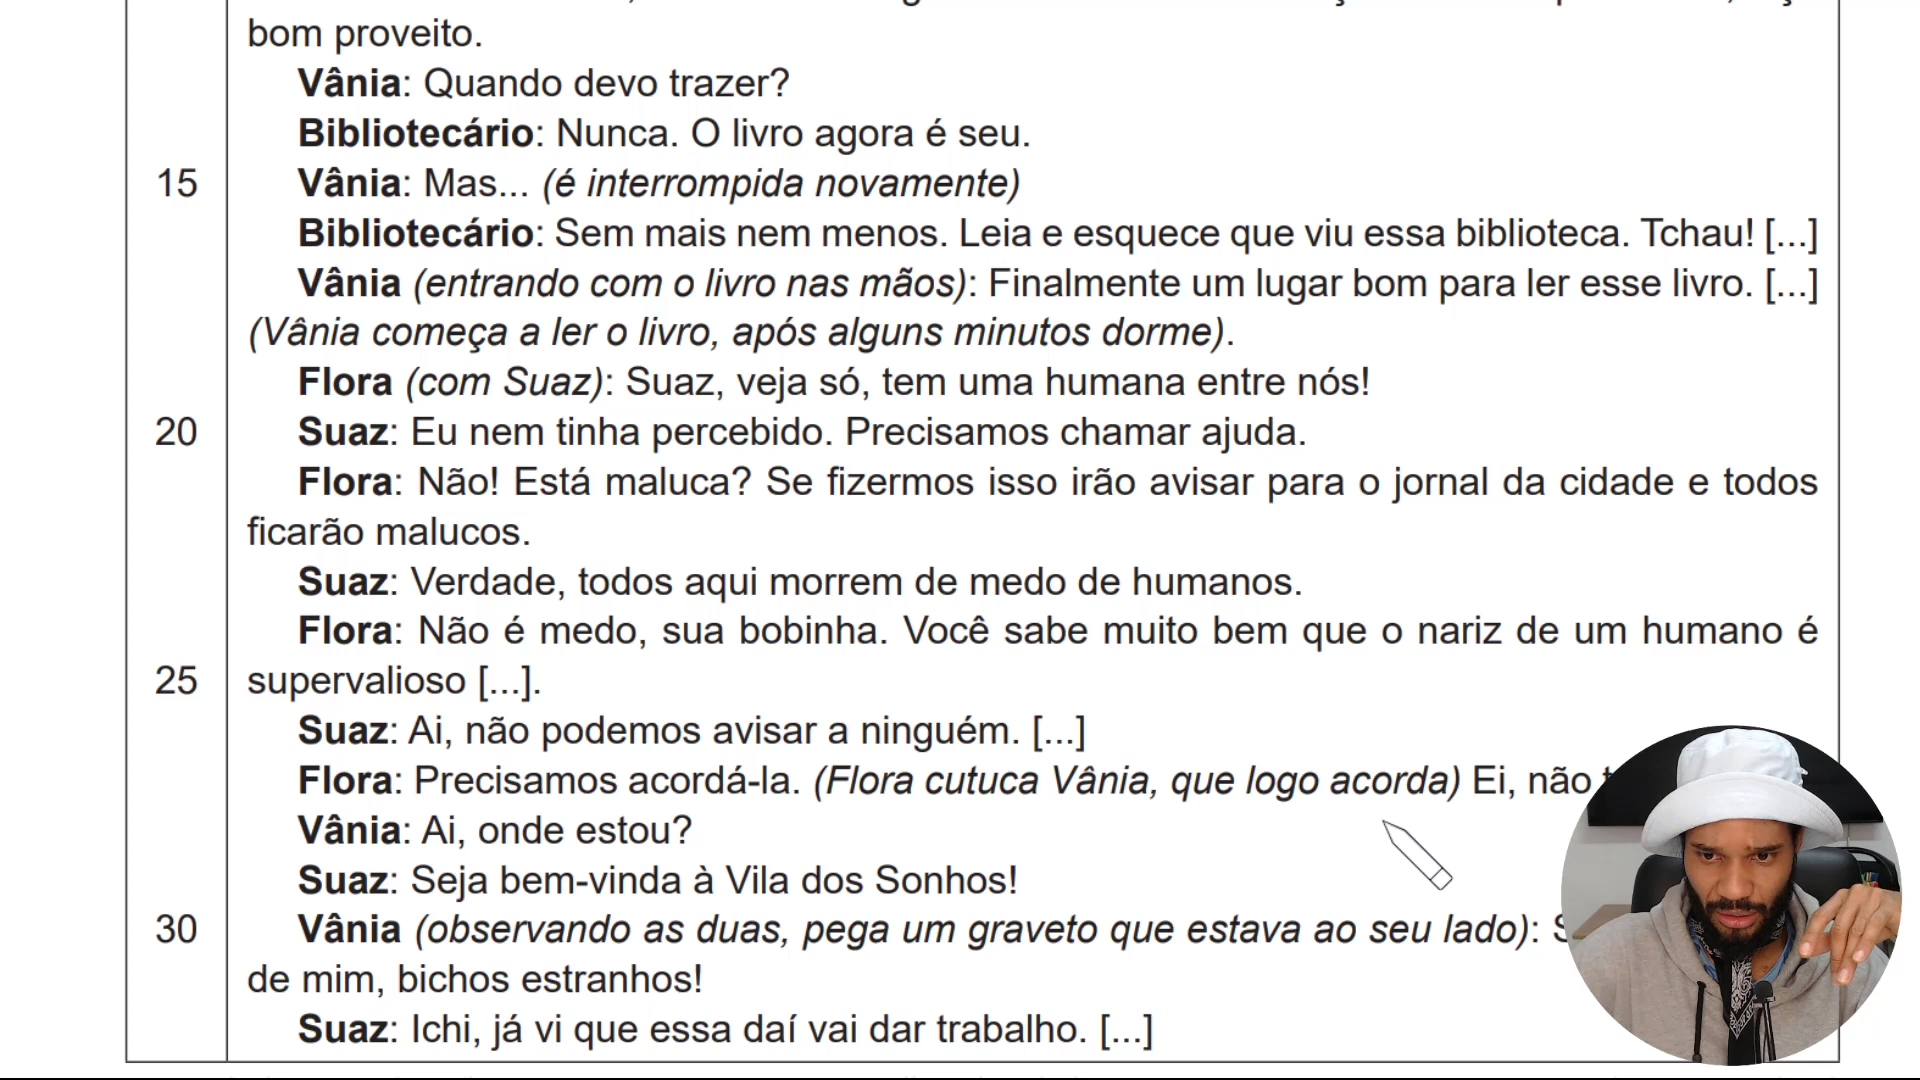 bom proveito.
Vânia: Quando devo trazer?
Bibliotecário: Nunca. O livro agora é seu.
15 Vânia: Mas... (é interrompida novamente)
Bibliotecário: Sem mais nem menos. Leia e esquece que viu essa biblioteca. Tchau! [...]
Vânia (entrando com o livro nas mãos): Finalmente um lugar bom para ler esse livro. [...]
(Vânia começa a ler o livro, após alguns minutos dorme).
Flora (com Suaz): Suaz, veja só, tem uma humana entre nós!
20 Suaz: Eu nem tinha percebido. Precisamos chamar ajuda.
Flora: Não! Está maluca? Se fizermos isso irão avisar para o jornal da cidade e todos
ficarão malucos.
Suaz: Verdade, todos aqui morrem de medo de humanos.
Flora: Não é medo, sua bobinha. Você sabe muito bem que o nariz de um humano é
25 supervalioso [...].
Suaz: Ai, não podemos avisar a ninguém. [...]
Flora: Precisamos acordá-la. (Flora cutuca Vânia, que logo acorda) Ei, não
Vânia: Ai, onde estou?
Suaz: Seja bem-vinda à Vila dos Sonhos!
30 Vânia (observando as duas, pega um graveto que estava ao seu lado):
de mim, bichos estranhos!
Suaz: Ichi, já vi que essa daí vai dar trabalho. [...]